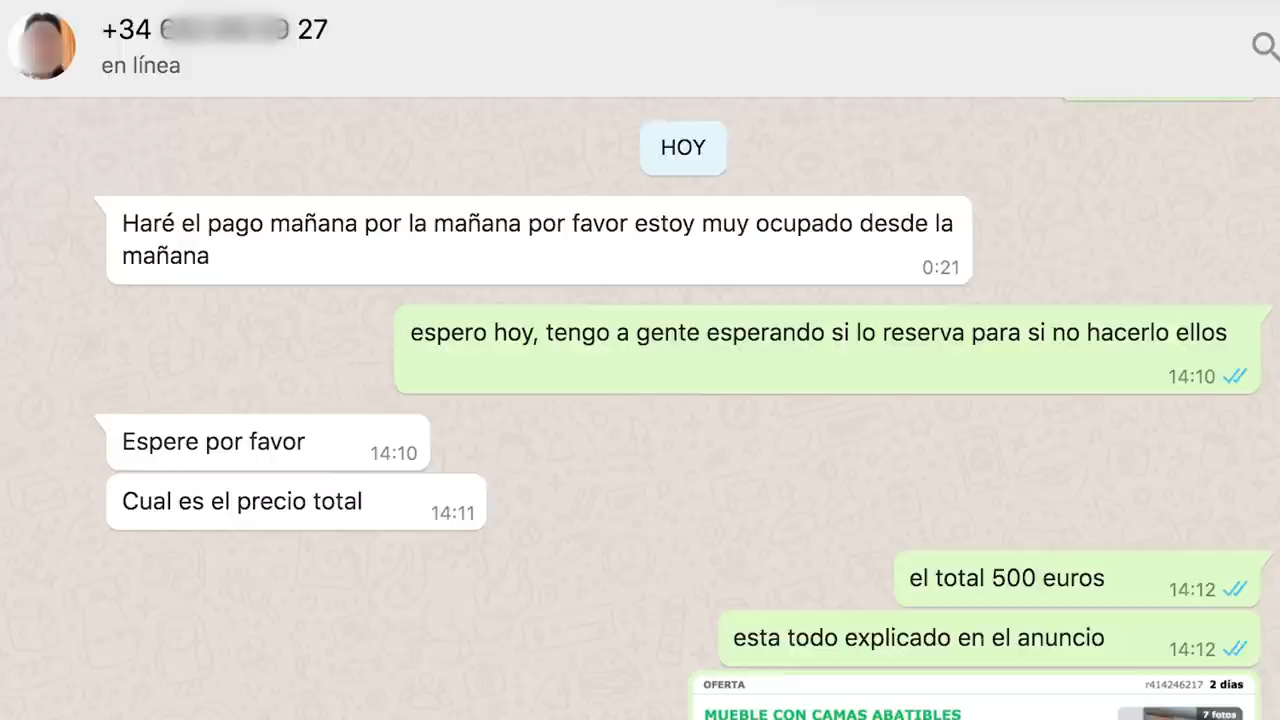 +34 27
en línea
HOY
Haré el pago mañana por la mañana por favor estoy muy ocupado desde la
mañana
0:21
espero hoy, tengo a gente esperando si lo reserva para si no hacerlo ellos
14:10
Espere por favor
14:10
Cual es el precio total
14:11
el total 500 euros
14:12
esta todo explicado en el anuncio
14:12
OFERTA r414246217 2 días
MUEBLE CON CAMAS ABATIBLES 7 fotos